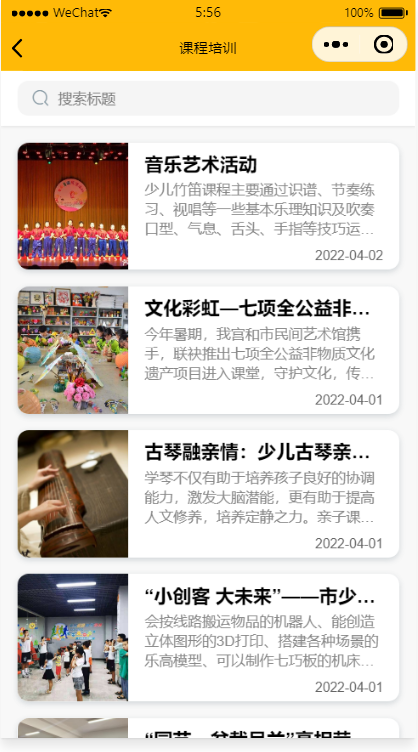 WeChat 5:56 100%
课程培训
搜索标题
音乐艺术活动
少儿竹笛课程主要通过识谱、节奏练
习、视唱等一些基本乐理知识及吹奏
口型、气息、舌头、手指等技巧运...
2022-04-02
文化彩虹—七项全公益非...
今年暑期，我宫和市民间艺术馆携
手，联袂推出七项全公益非物质文化
遗产项目进入课堂，守护文化，传...
2022-04-01
古琴融亲情：少儿古琴亲...
学琴不仅有助于培养孩子良好的协调
能力，激发大脑潜能，更有助于提高
人文修养，培养定静之力。亲子课...
2022-04-01
“小创客 大未来”——市少...
会按线路搬运物品的机器人、能创造
立体图形的3D打印、搭建各种场景的
乐高模型、可以制作七巧板的机床...
2022-04-01